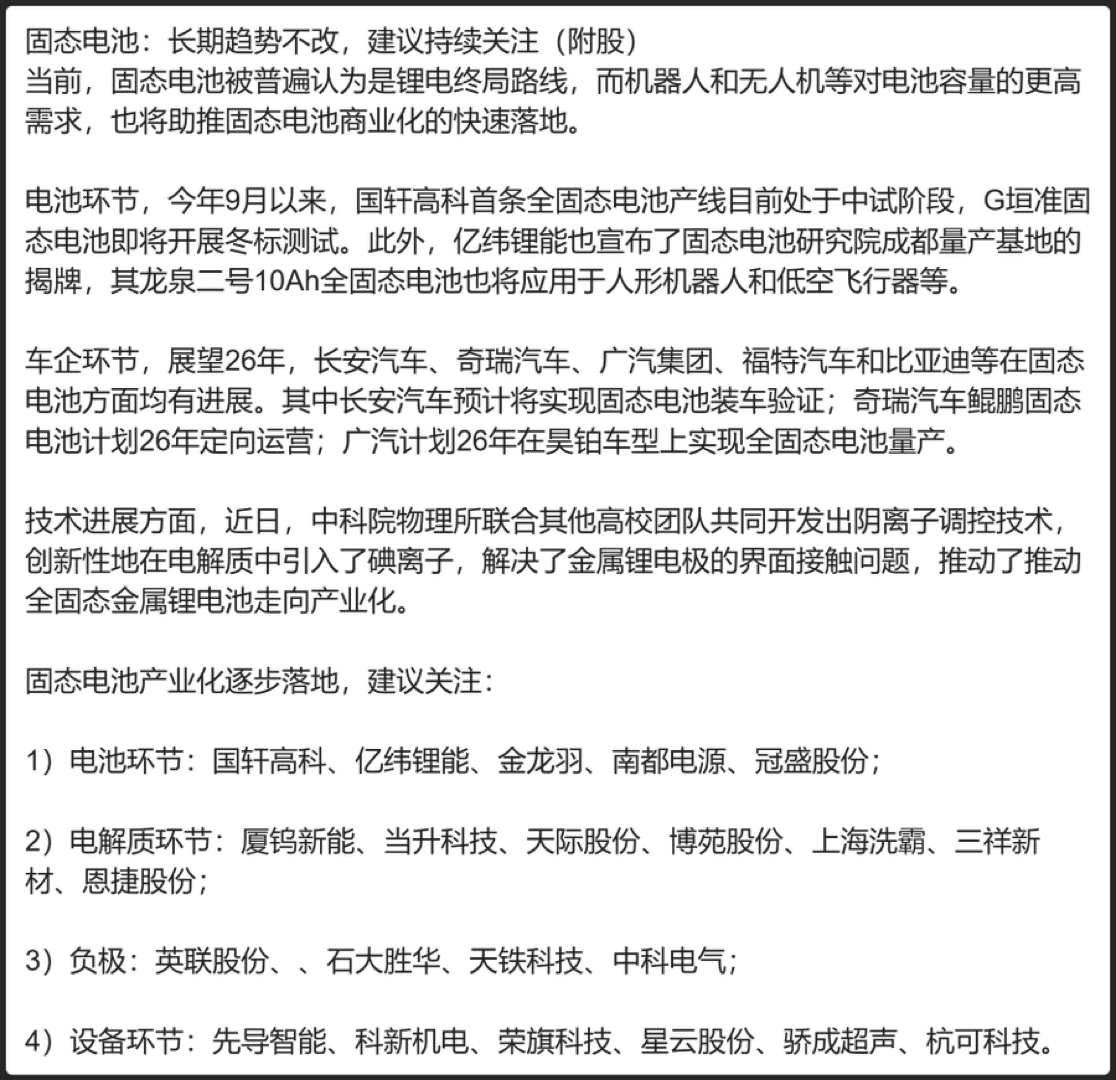 固态电池：长期趋势不改，建议持续关注（附股）
当前，固态电池被普遍认为是锂电终局路线，而机器人和无人机等对电池容量的更高
需求，也将助推固态电池商业化的快速落地。
电池环节，今年9月以来，国轩高科首条全固态电池产线目前处于中试阶段，G垣准固
态电池即将开展冬标测试。此外，亿纬锂能也宣布了固态电池研究院成都量产基地的
揭牌，其龙泉二号10Ah全固态电池也将应用于人形机器人和低空飞行器等。
车企环节，展望26年，长安汽车、奇瑞汽车、广汽集团、福特汽车和比亚迪等在固态
电池方面均有进展。其中长安汽车预计将实现固态电池装车验证；奇瑞汽车鲲鹏固态
电池计划26年定向运营；广汽计划26年在昊铂车型上实现全固态电池量产。
技术进展方面，近日，中科院物理所联合其他高校团队共同开发出阴离子调控技术，
创新性地在电解质中引入了碘离子，解决了金属锂电极的界面接触问题，推动了推动
全固态金属锂电池走向产业化。
固态电池产业化逐步落地，建议关注：
1）电池环节：国轩高科、亿纬锂能、金龙羽、南都电源、冠盛股份；
2）电解质环节：厦钨新能、当升科技、天际股份、博苑股份、上海洗霸、三祥新
材、恩捷股份；
3）负极：英联股份、、石大胜华、天铁科技、中科电气；
4）设备环节：先导智能、科新机电、荣旗科技、星云股份、骄成超声、杭可科技。